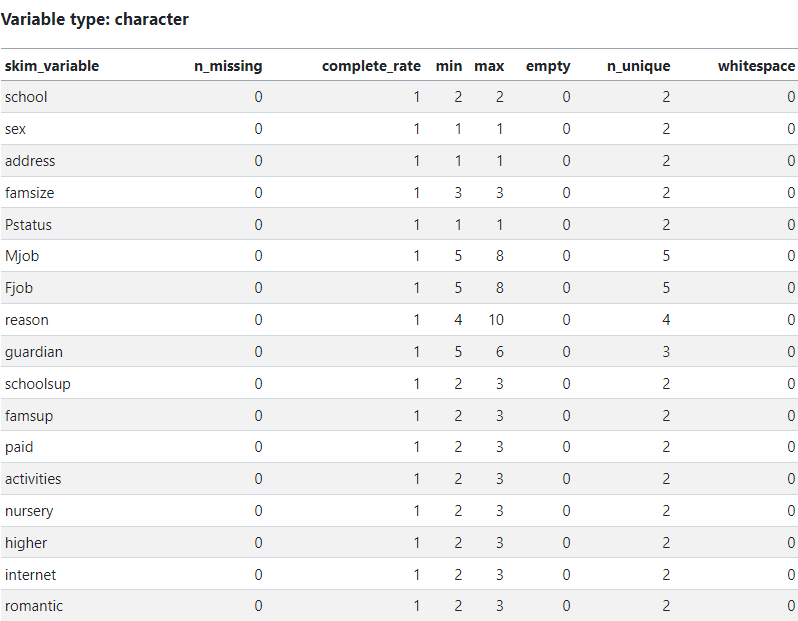 Variable type: character
skim_variable n_missing complete_rate min max empty n_unique whitespace
school 0 1 2 2 0 2 0
sex 0 1 1 1 0 2 0
address 0 1 1 1 0 2 0
famsize 0 1 3 3 0 2 0
Pstatus 0 1 1 1 0 2 0
Mjob 0 1 5 8 0 5 0
Fjob 0 1 5 8 0 5 0
reason 0 1 4 10 0 4 0
guardian 0 1 5 6 0 3 0
schoolsup 0 1 2 3 0 2 0
famsup 0 1 2 3 0 2 0
paid 0 1 2 3 0 2 0
activities 0 1 2 3 0 2 0
nursery 0 1 2 3 0 2 0
higher 0 1 2 3 0 2 0
internet 0 1 2 3 0 2 0
romantic 0 1 2 3 0 2 0